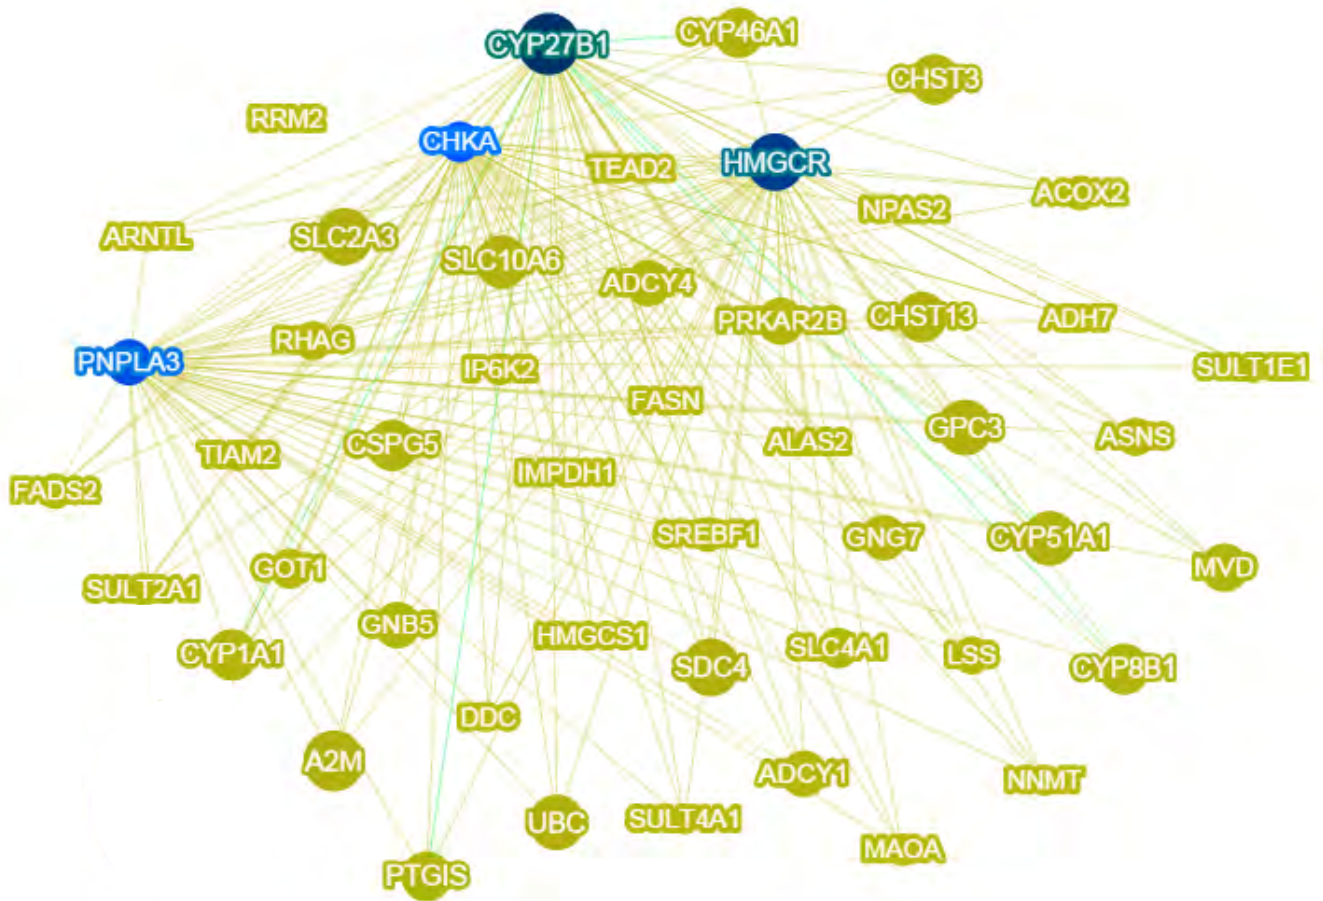 CYP27B1
CYP46A1
CHST3
RRM2
CHKA
TEAD2
HMGCR
ACOX2
NPAS2
ARNTL
SLC2A3
SLC10A6
ADCY4
PRKAR2B
CHST13
ADH7
RHAG
PNPLA3
IP6K2
SULT1E1
FASN
GPC3
ASNS
CSPG5
ALAS2
TIAM2
IMPDH1
FADS2
SREBF1
GNG7
CYP51A1
MVD
GOT1
SULT2A1
GNB5
HMGCS1
CYP1A1
SDC4
SLC4A1
LSS
CYP8B1
DDC
A2M
ADCY1
NNMT
UBC
SULT4A1
MAOA
PTGIS